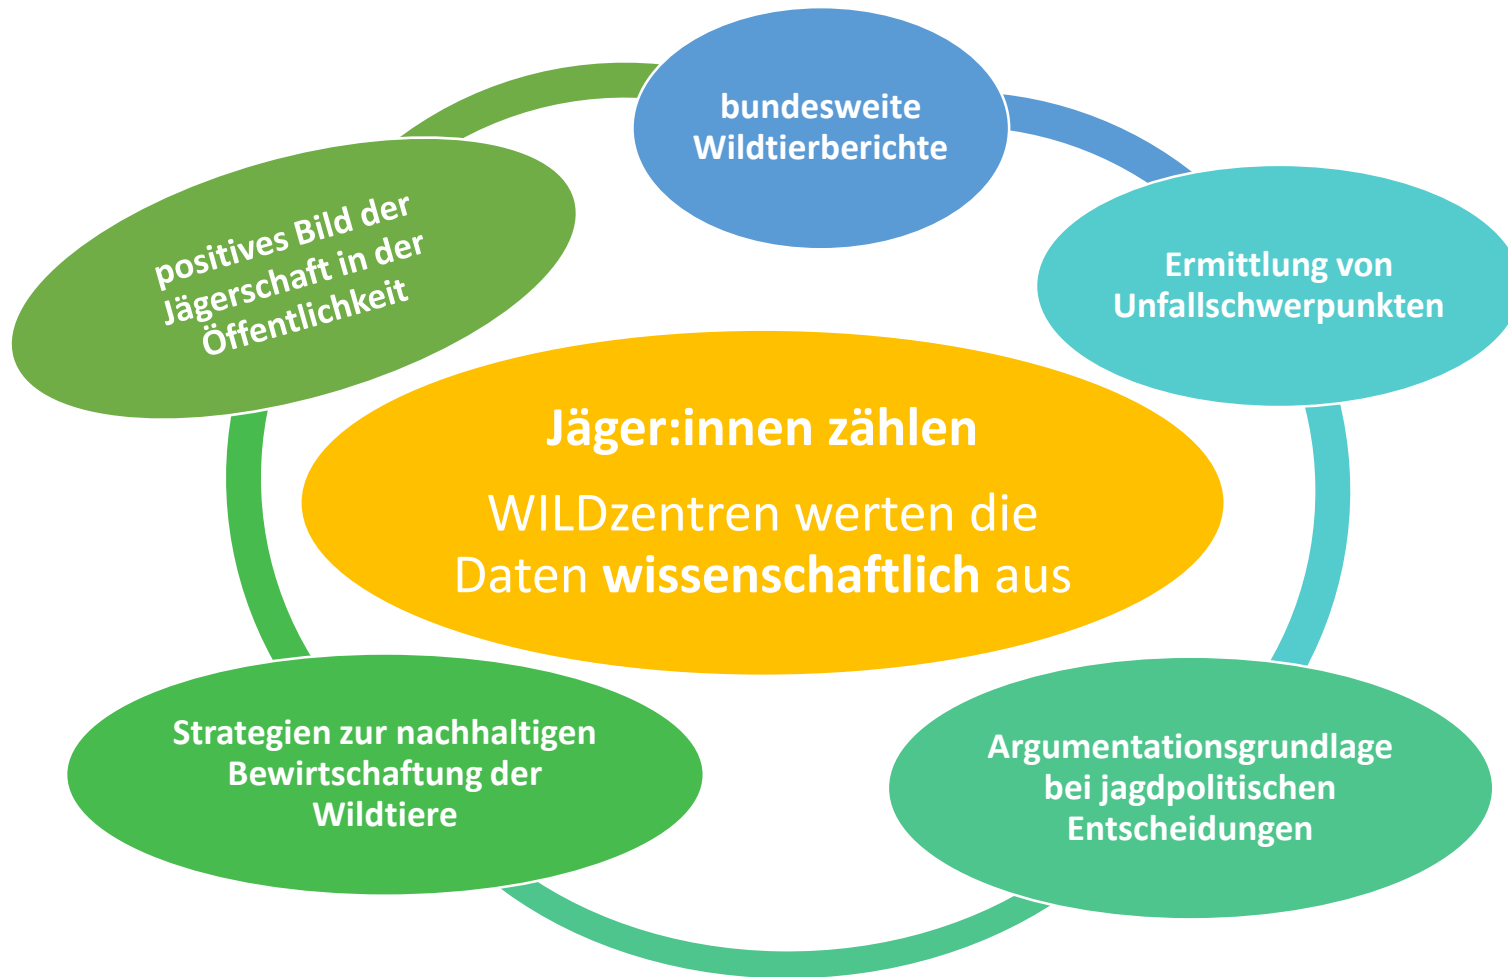 bundesweite
Wildtierberichte
Ermittlung von
Unfallschwerpunkten
Argumentationsgrundlage
bei jagdpolitischen
Entscheidungen
Strategien zur nachhaltigen
Bewirtschaftung der
Wildtiere
positives Bild der
Jägerschaft in der
Öffentlichkeit
Jäger:innen zählen
WILDzentren werten die
Daten wissenschaftlich aus